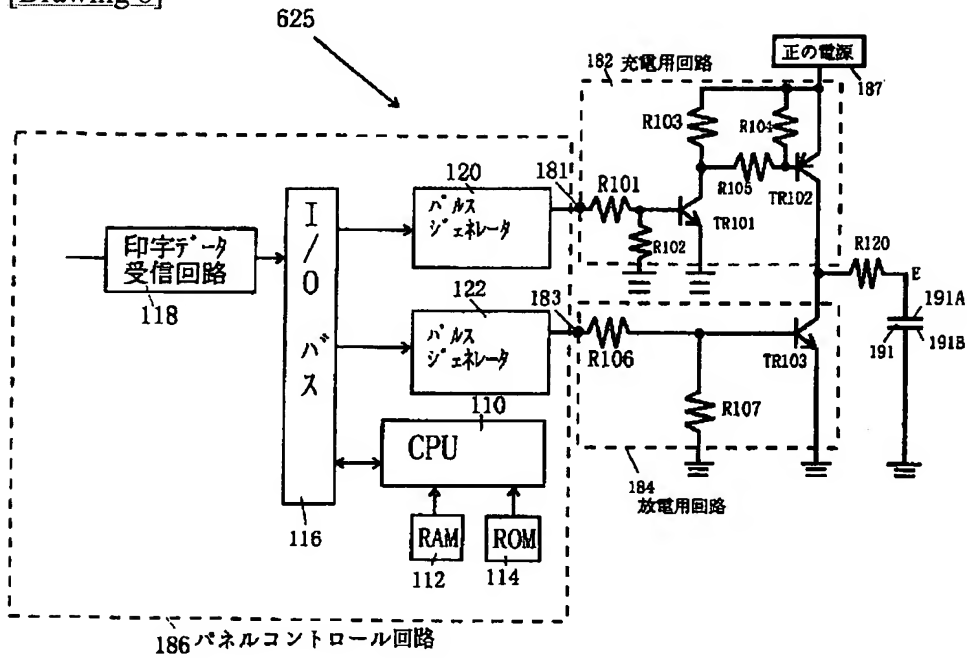 625
正の電源
187
182 充電用回路
R103
R104
R105
TR102
181
R101
TR101
R102
120
パルス
ジェネレータ
I/Oバス
印字データ
受信回路
118
122
パルス
ジェネレータ
183
R106
TR103
R107
R120
E
191A
191
191B
110
CPU
184
放電用回路
116
RAM
112
ROM
114
186 パネルコントロール回路